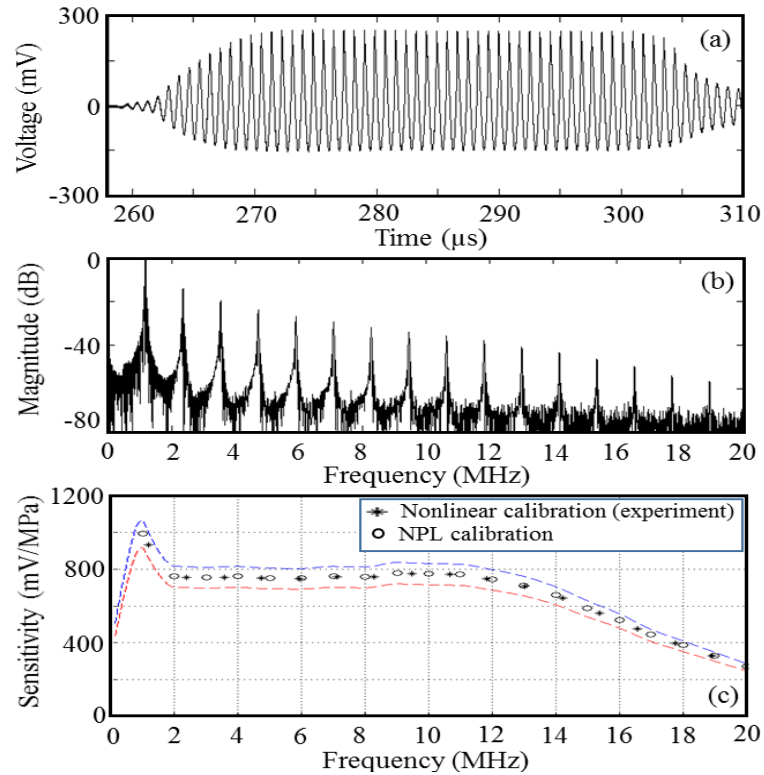 300
(a)
0
-300
Voltage (mV)
260 270 280 290 300 310
Time (µs)
0
(b)
-40
-80
Magnitude (dB)
0 2 4 6 8 10 12 14 16 18 20
Frequency (MHz)
1200
Nonlinear calibration (experiment)
NPL calibration
800
400
0
(c)
Sensitivity (mV/MPa)
0 2 4 6 8 10 12 14 16 18 20
Frequency (MHz)